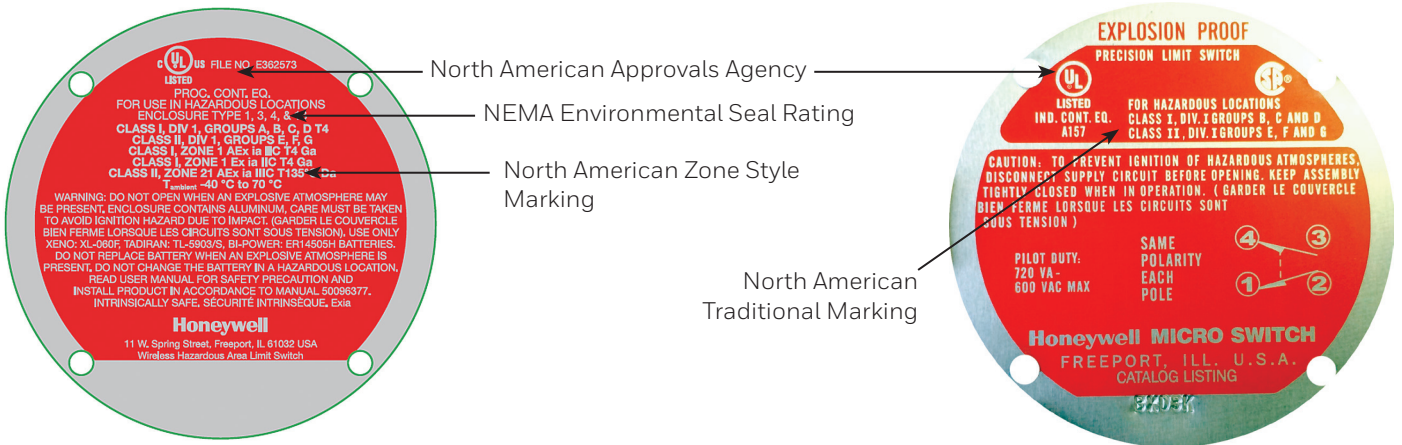 C UL US FILE NO. E362573
LISTED
PROC. CONT. EQ.
FOR USE IN HAZARDOUS LOCATIONS
ENCLOSURE TYPE 1, 3, 4, &
CLASS I, DIV 1, GROUPS A, B, C, D T4
CLASS II, DIV 1, GROUPS E, F, G
CLASS I, ZONE 1 AEx ia IIC T4 Ga
CLASS I, ZONE 1 Ex ia IIC T4 Ga
CLASS II, ZONE 21 AEx ia IIIC T135 Da
Tambient -40 °C to 70 °C
WARNING: DO NOT OPEN WHEN AN EXPLOSIVE ATMOSPHERE MAY
BE PRESENT. ENCLOSURE CONTAINS ALUMINUM, CARE MUST BE TAKEN
TO AVOID IGNITION HAZARD DUE TO IMPACT. (GARDER LE COUVERCLE
BIEN FERME LORSQUE LES CIRCUITS SONT SOUS TENSION). USE ONLY
XENO: XL-060F, TADIRAN: TL-5903/S, BI-POWER: ER14505H BATTERIES.
DO NOT REPLACE BATTERY WHEN AN EXPLOSIVE ATMOSPHERE IS
PRESENT. DO NOT CHANGE THE BATTERY IN A HAZARDOUS LOCATION.
READ USER MANUAL FOR SAFETY PRECAUTION AND
INSTALL PRODUCT IN ACCORDANCE TO MANUAL 50096377.
INTRINSICALLY SAFE. SÉCURITÉ INTRINSÈQUE. Exia
Honeywell
11 W. Spring Street, Freeport, IL 61032 USA
Wireless Hazardous Area Limit Switch
North American Approvals Agency
NEMA Environmental Seal Rating
North American Zone Style
Marking
North American
Traditional Marking
EXPLOSION PROOF
PRECISION LIMIT SWITCH
UL SA®
LISTED
IND. CONT. EQ.
A157
FOR HAZARDOUS LOCATIONS
CLASS I, DIV. I GROUPS B, C AND D
CLASS II, DIV. I GROUPS E, F AND G
CAUTION: TO PREVENT IGNITION OF HAZARDOUS ATMOSPHERES,
DISCONNECT SUPPLY CIRCUIT BEFORE OPENING. KEEP ASSEMBLY
TIGHTLY CLOSED WHEN IN OPERATION. (GARDER LE COUVERCLE
BIEN FERME LORSQUE LES CIRCUITS SONT
SOUS TENSION )
PILOT DUTY:
720 VA-
600 VAC MAX
SAME
POLARITY
EACH
POLE
4 3
1 2
Honeywell MICRO SWITCH
FREEPORT, ILL. U.S.A.
CATALOG LISTING